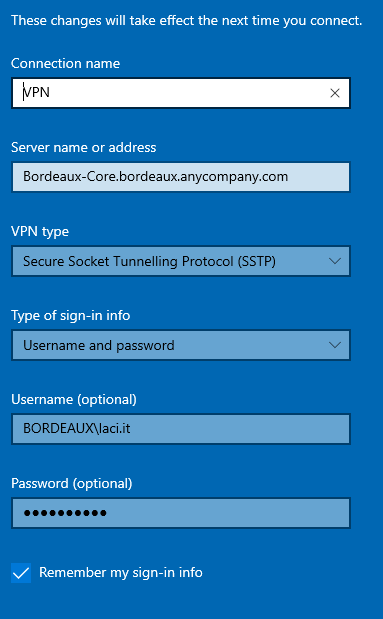 These changes will take effect the next time you connect.
Connection name
VPN
Server name or address
Bordeaux-Core.bordeaux.anycompany.com
VPN type
Secure Socket Tunnelling Protocol (SSTP)
Type of sign-in info
Username and password
Username (optional)
BORDEAUX\laci.it
Password (optional)
●●●●●●●●●●
Remember my sign-in info